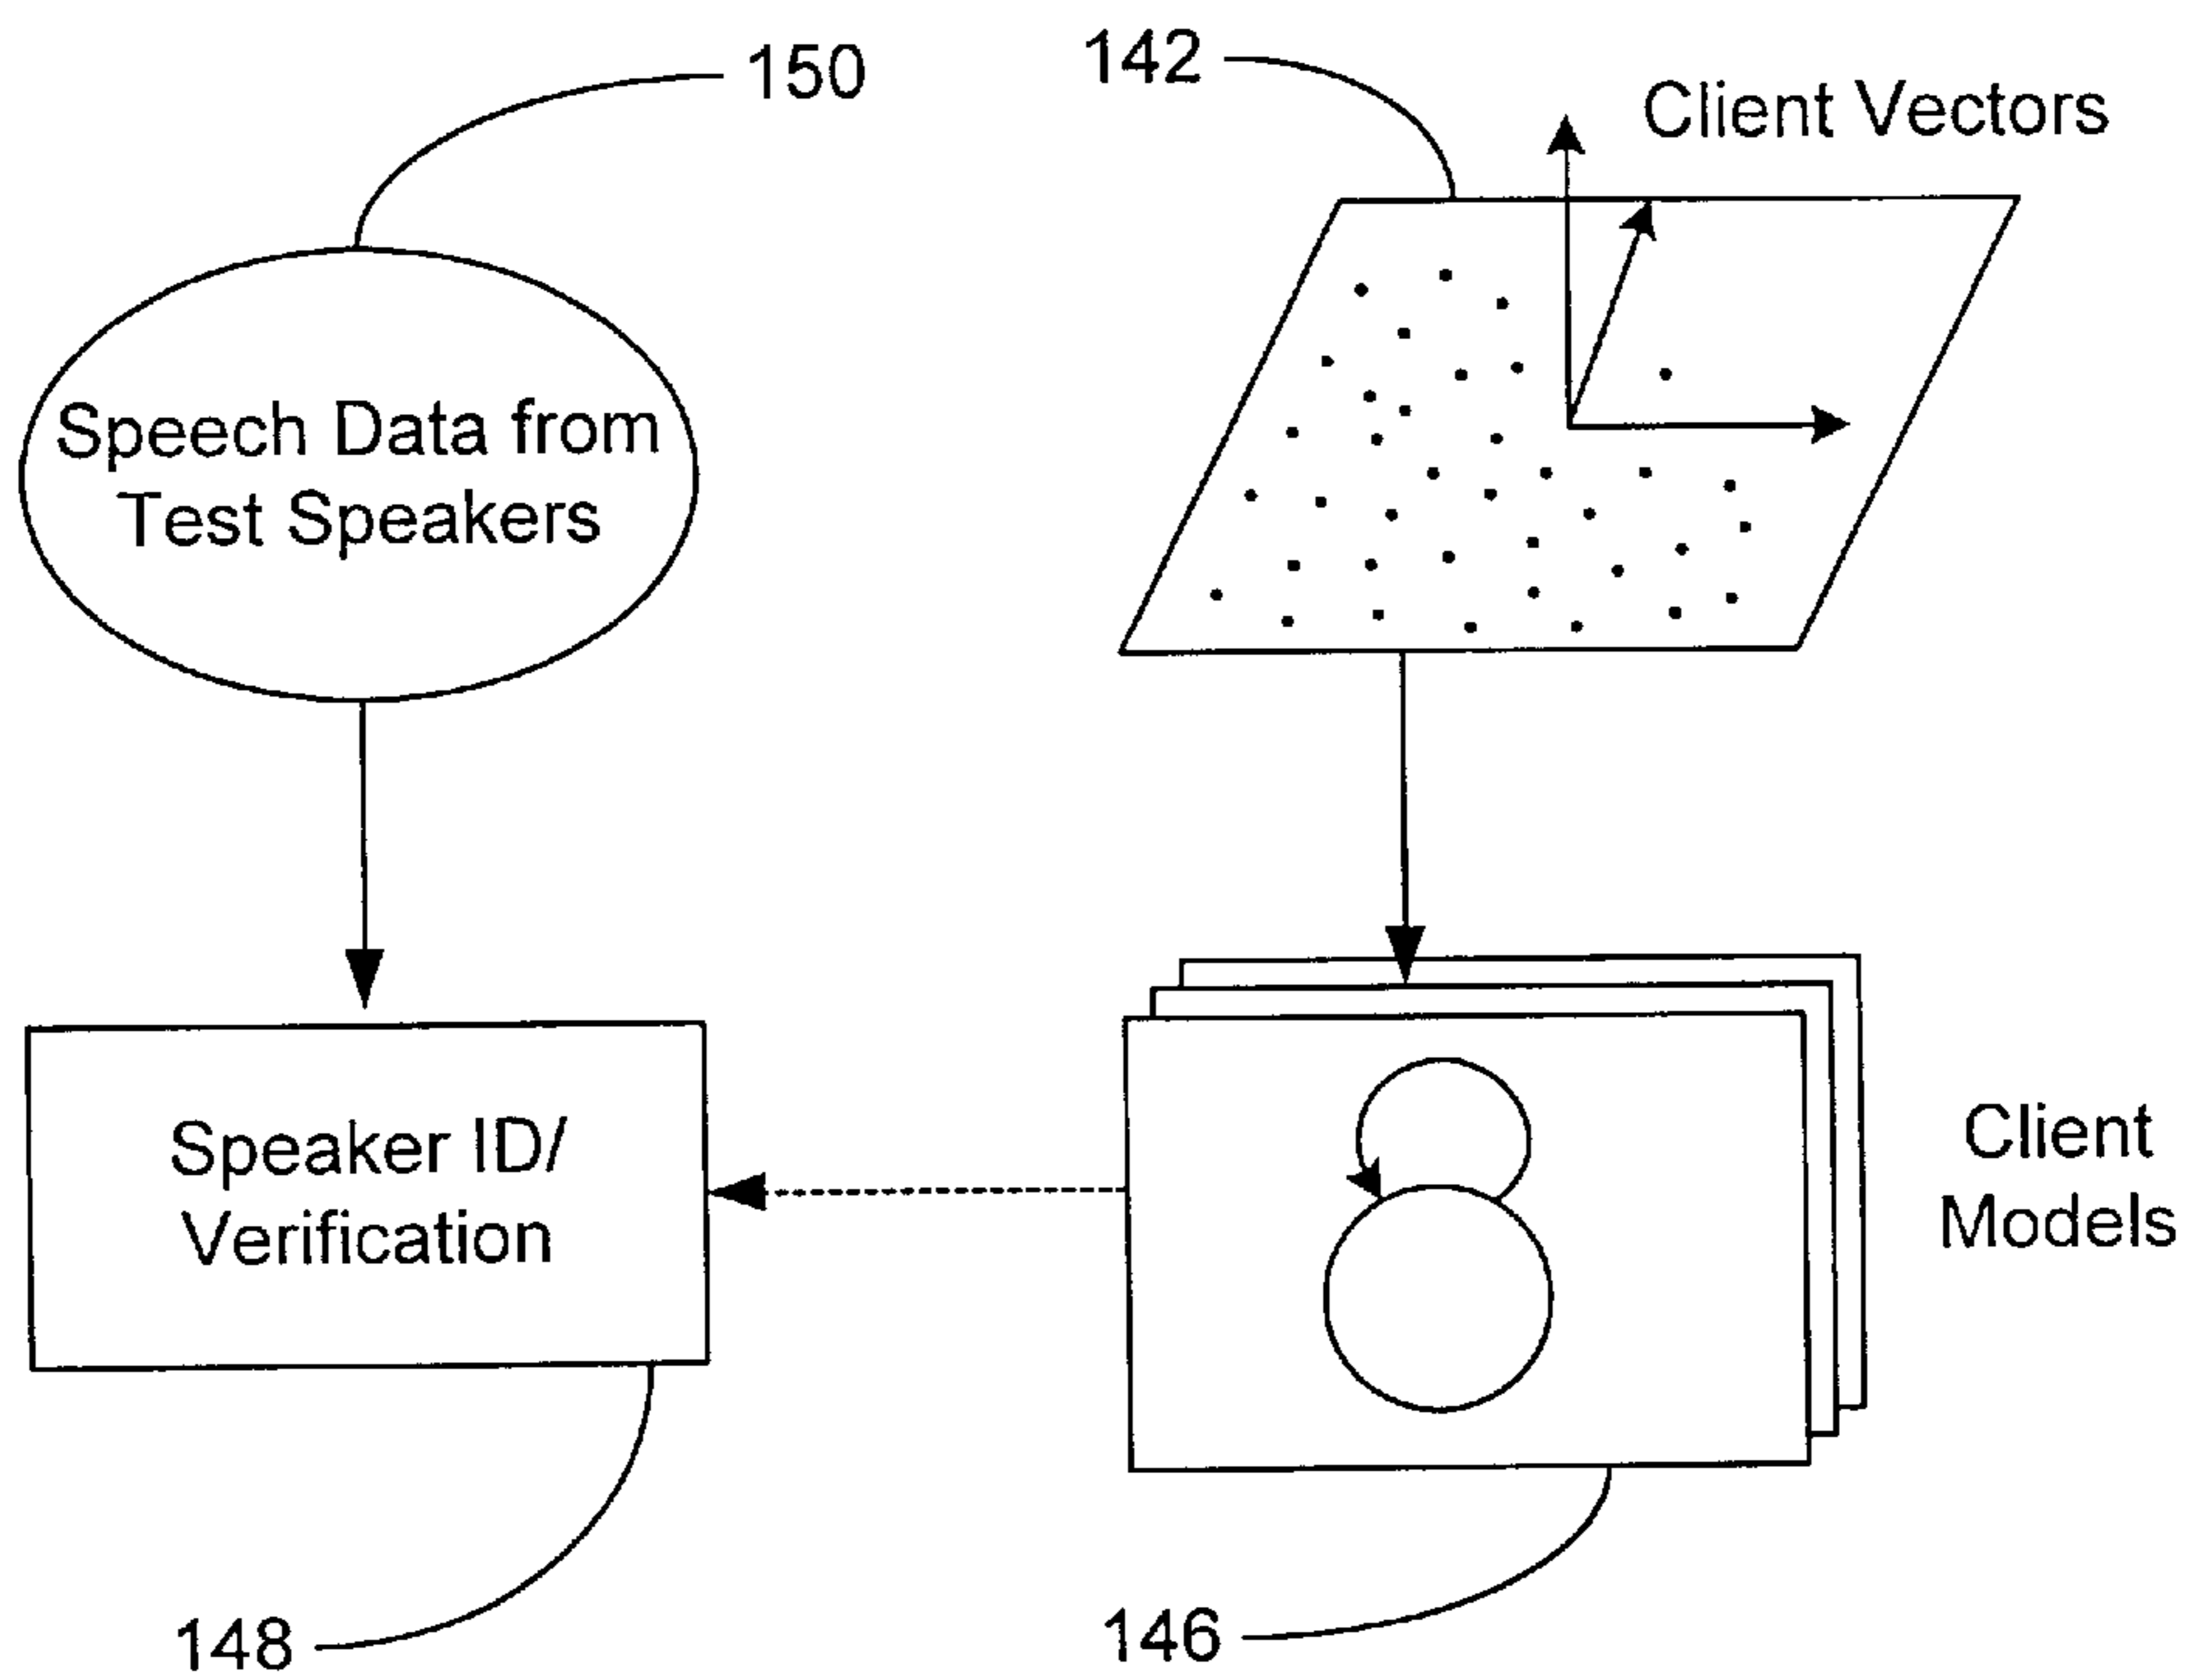 150
142
Client Vectors
Speech Data from
Test Speakers
Speaker ID/
Verification
Client
Models
148
146